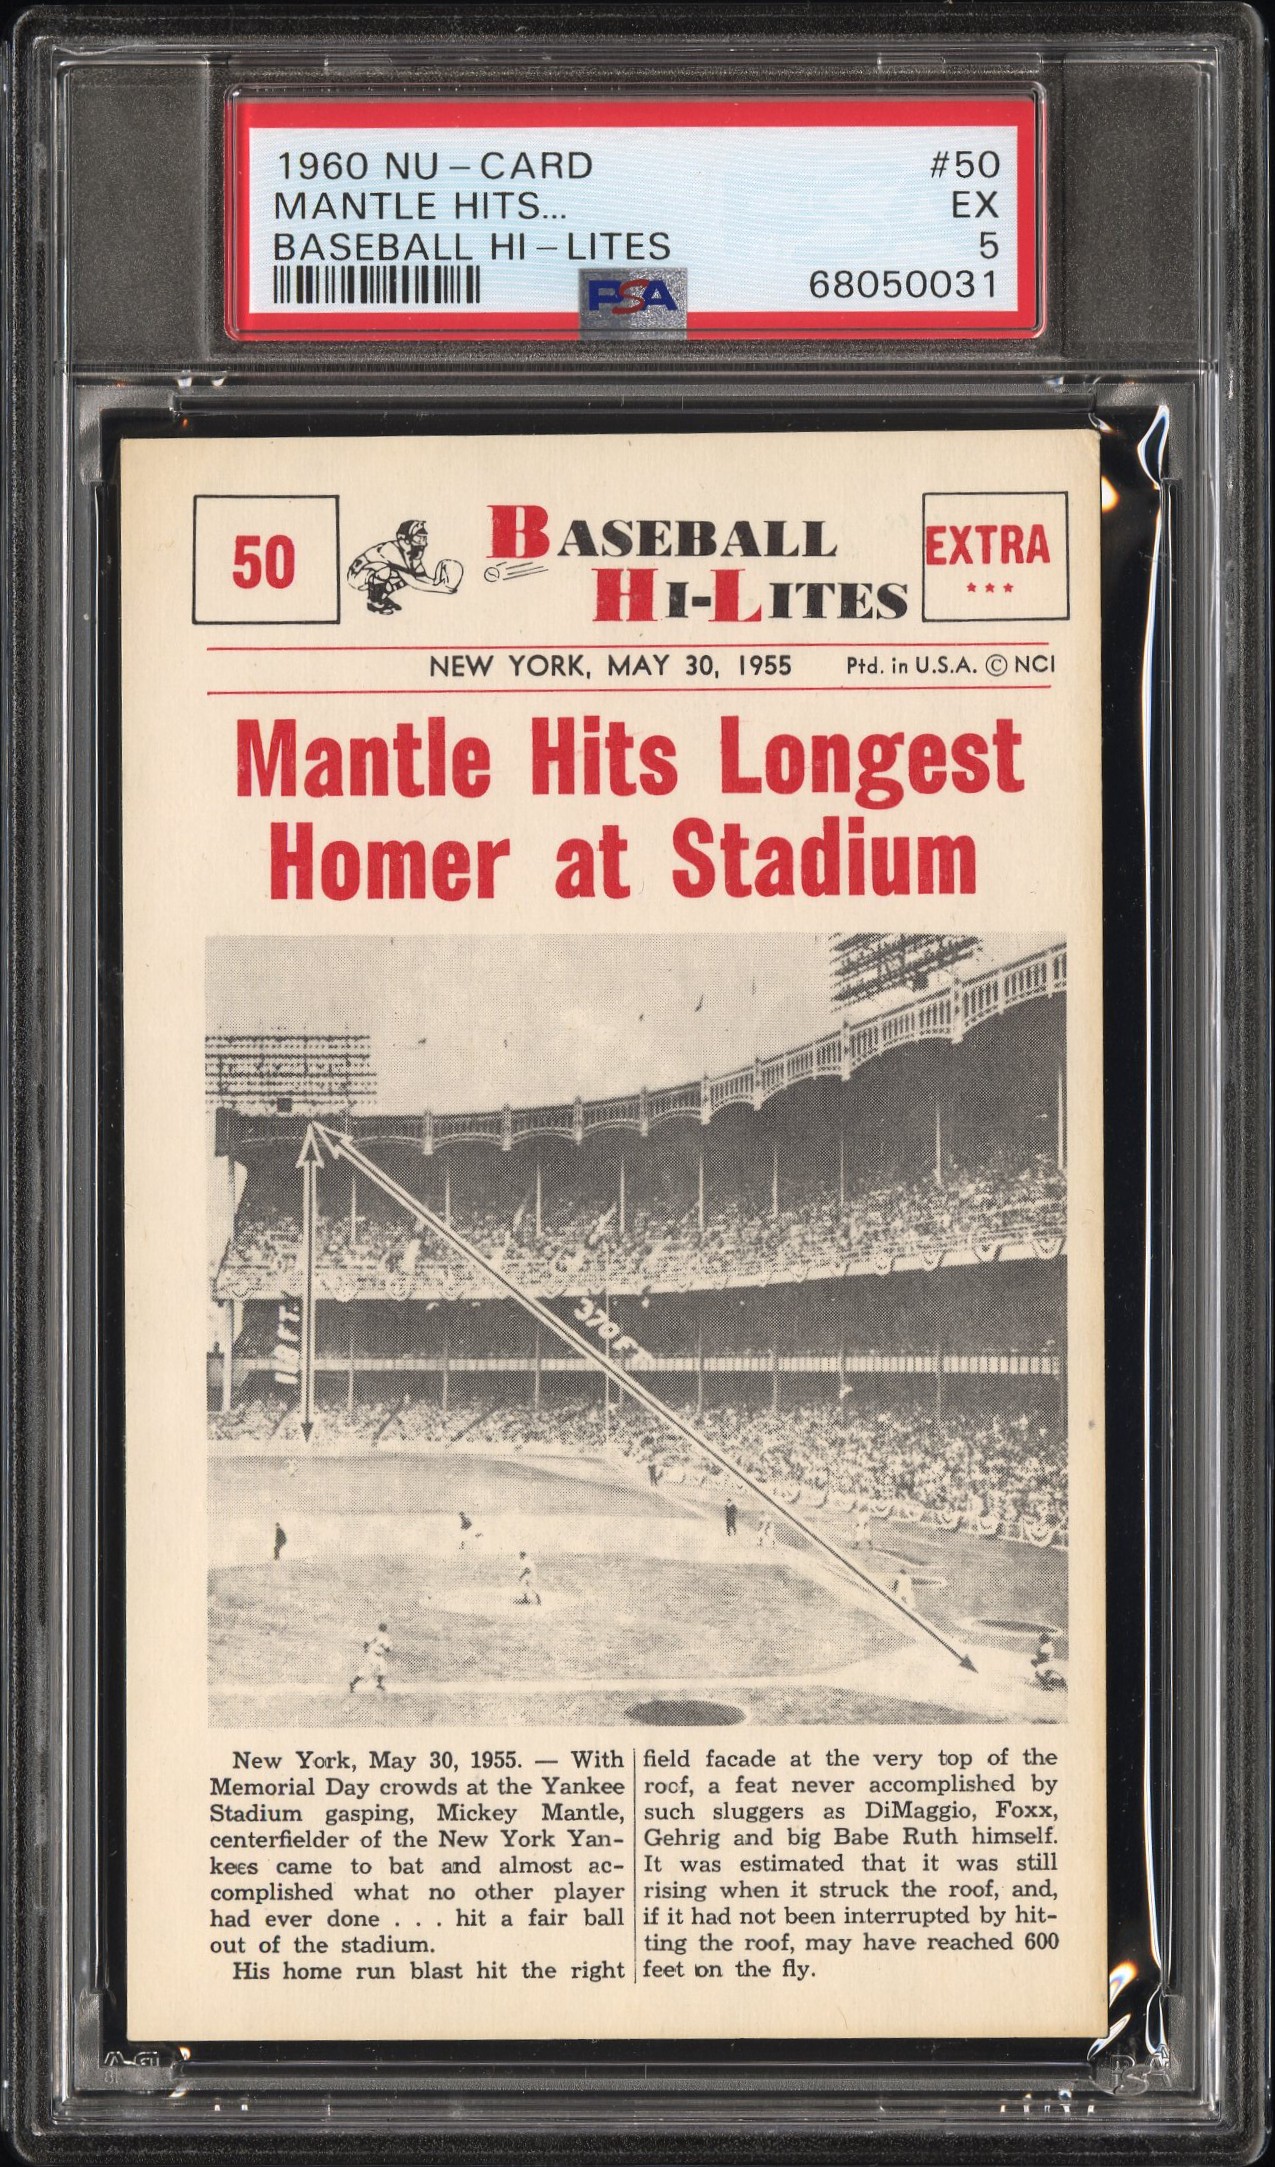 1960 NU-CARD #50
MANTLE HITS... EX
BASEBALL HI-LITES 5
68050031
PSA
50
BASEBALL
HI-LITES
EXTRA
***
NEW YORK, MAY 30, 1955 Ptd. in U.S.A. © NCI
Mantle Hits Longest
Homer at Stadium
118 FT.
370 FT.
New York, May 30, 1955. — With
Memorial Day crowds at the Yankee
Stadium gasping, Mickey Mantle,
centerfielder of the New York Yan-
kees came to bat and almost ac-
complished what no other player
had ever done . . . hit a fair ball
out of the stadium.
His home run blast hit the right
field facade at the very top of the
roof, a feat never accomplished by
such sluggers as DiMaggio, Foxx,
Gehrig and big Babe Ruth himself.
It was estimated that it was still
rising when it struck the roof, and,
if it had not been interrupted by hit-
ting the roof, may have reached 600
feet on the fly.
PSA